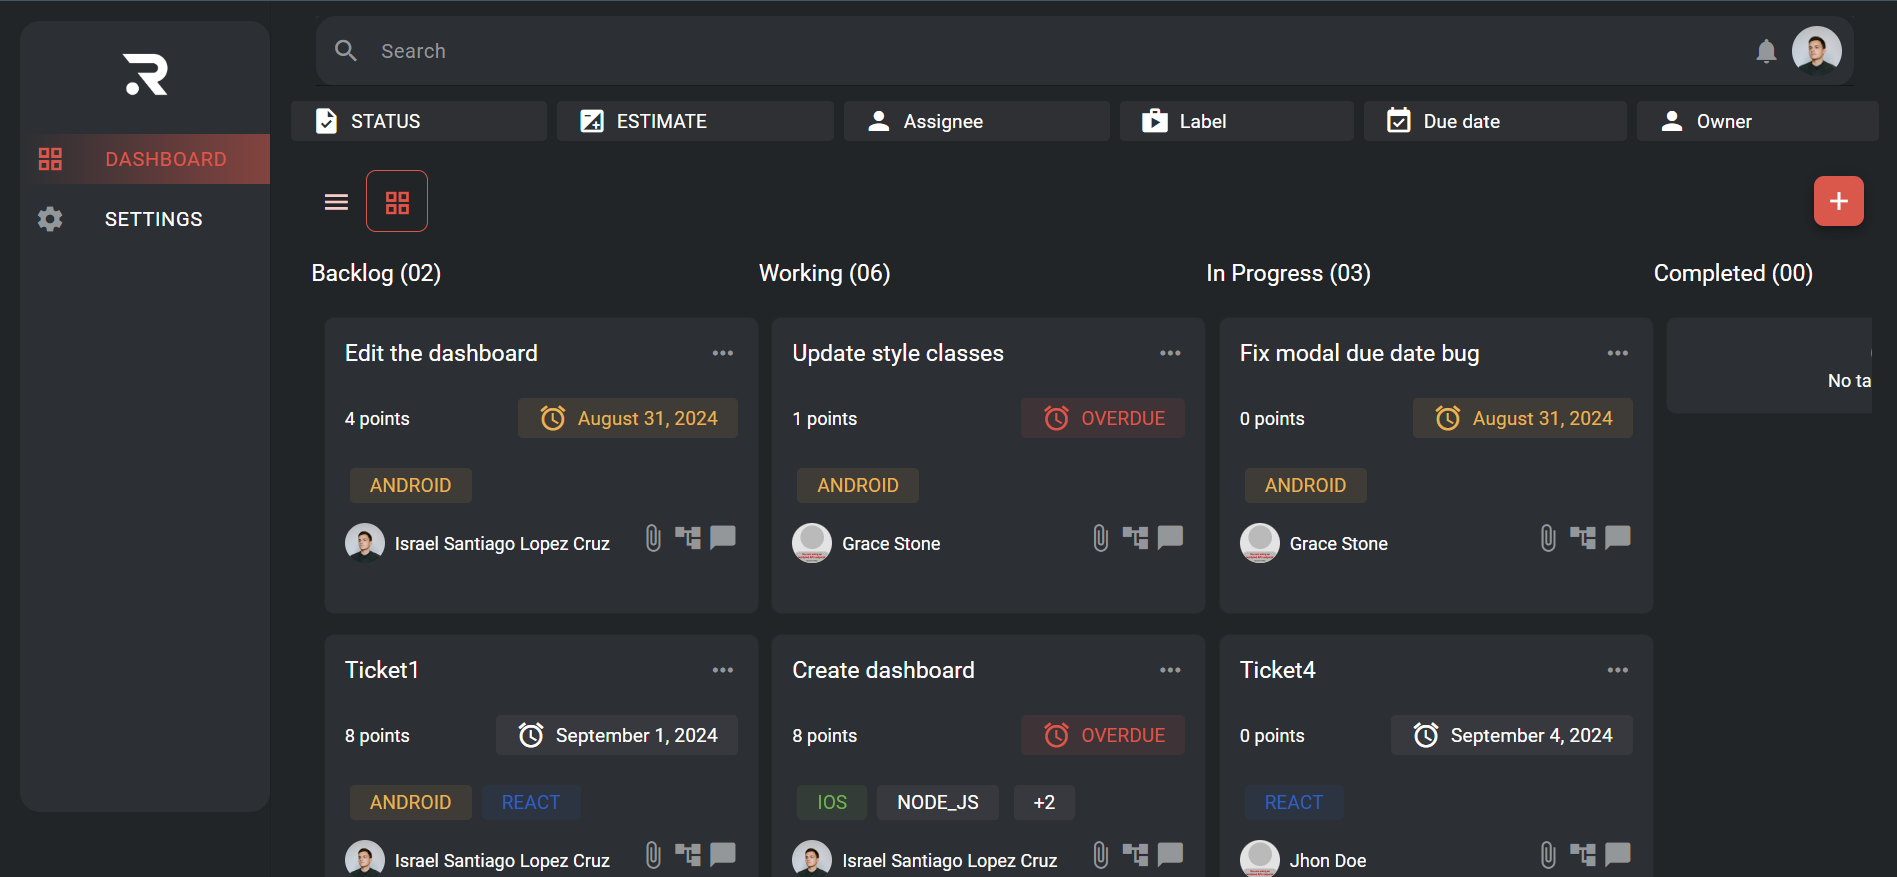 Search
STATUS
ESTIMATE
Assignee
Label
Due date
Owner
DASHBOARD
SETTINGS
Backlog (02)
Working (06)
In Progress (03)
Completed (00)
Edit the dashboard
4 points
August 31, 2024
ANDROID
Israel Santiago Lopez Cruz
Update style classes
1 points
OVERDUE
ANDROID
Grace Stone
Fix modal due date bug
0 points
August 31, 2024
ANDROID
Grace Stone
No ta
Ticket1
8 points
September 1, 2024
ANDROID REACT
Israel Santiago Lopez Cruz
Create dashboard
8 points
OVERDUE
IOS NODE_JS +2
Israel Santiago Lopez Cruz
Ticket4
0 points
September 4, 2024
REACT
Jhon Doe